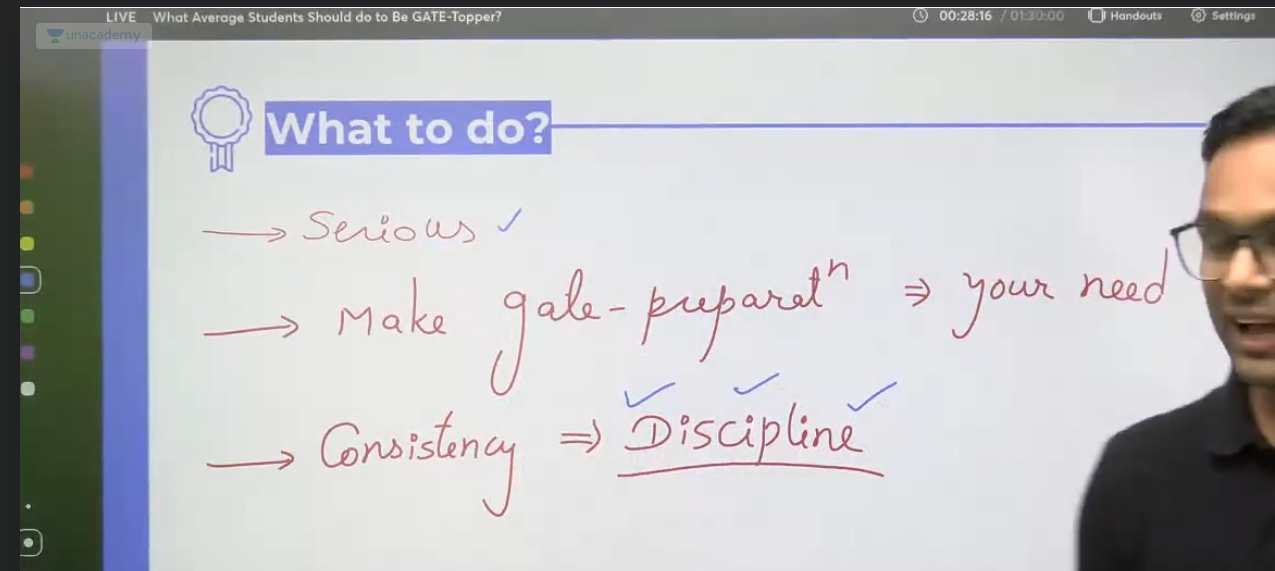 LIVE What Average Students Should do to Be GATE-Topper? 00:28:16 / 01:30:00 Handouts Settings
unacademy
What to do?
→ Serious ✓
→ Make gate-preparatⁿ ⇒ your need
→ Consistency ⇒ Discipline